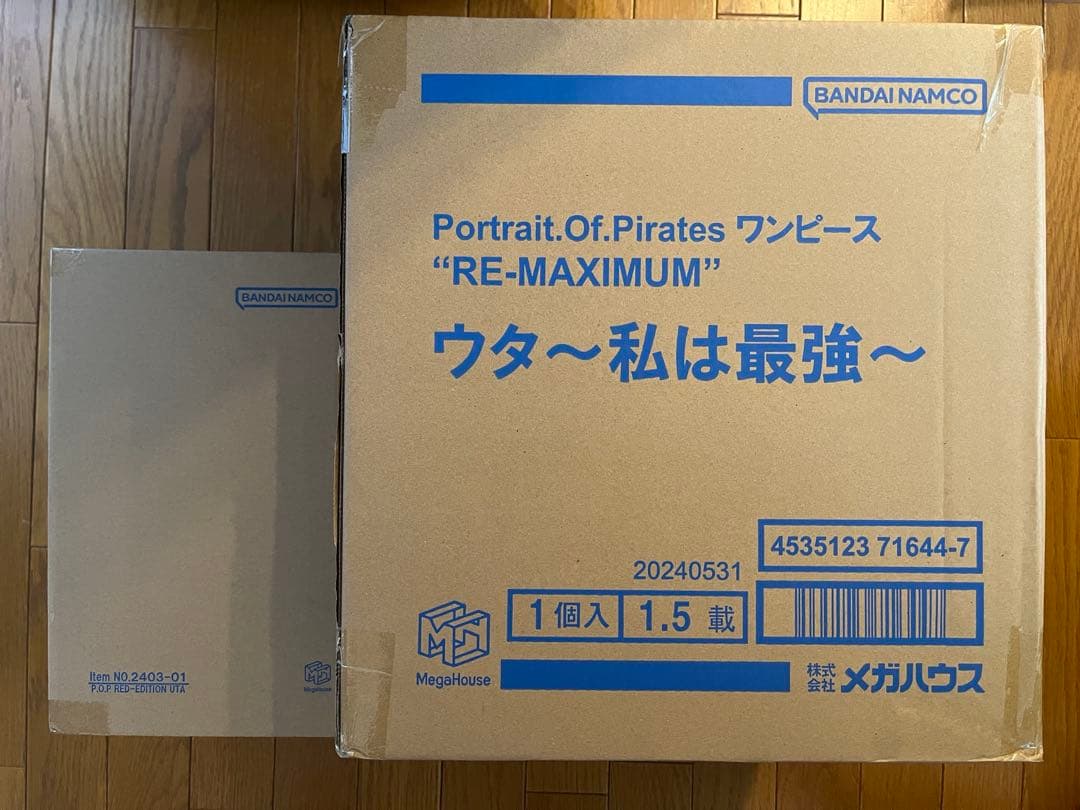 BANDAI NAMCO
Portrait.Of.Pirates ワンピース
“RE-MAXIMUM”
ウタ～私は最強～
4535123 71644-7
20240531
1個入 1.5 載
MegaHouse
株式会社 メガハウス
BANDAI NAMCO
Item NO.2403-01
P.O.P RED-EDITION UTA
MegaHouse